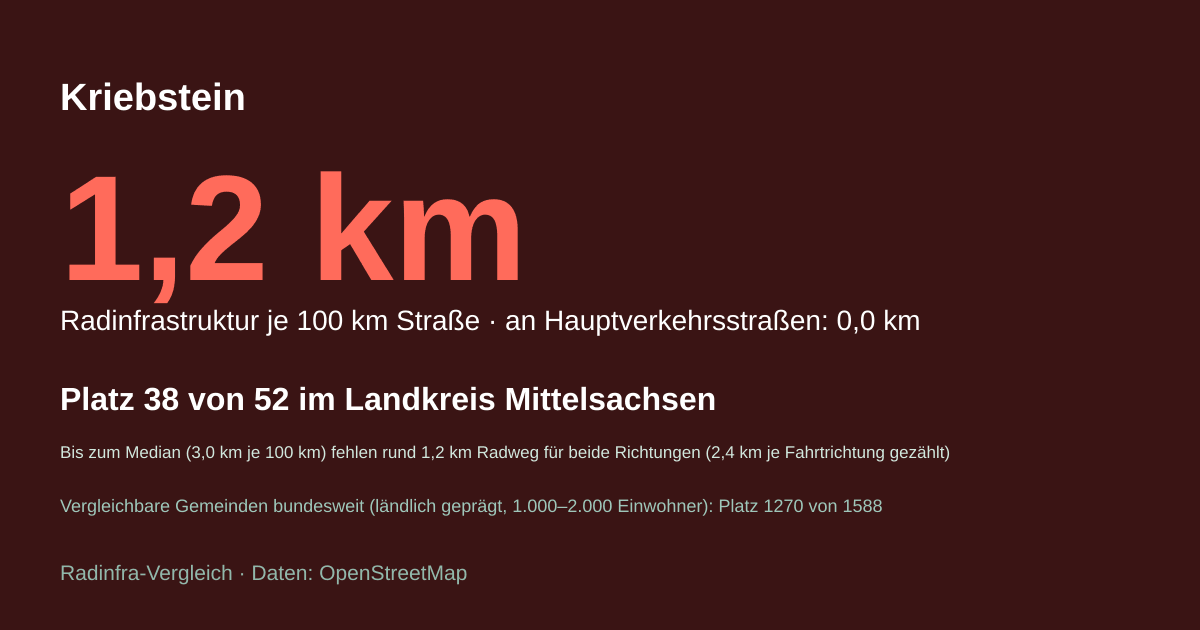 Kriebstein
1,2 km
Radinfrastruktur je 100 km Straße · an Hauptverkehrsstraßen: 0,0 km
Platz 38 von 52 im Landkreis Mittelsachsen
Bis zum Median (3,0 km je 100 km) fehlen rund 1,2 km Radweg für beide Richtungen (2,4 km je Fahrtrichtung gezählt)
Vergleichbare Gemeinden bundesweit (ländlich geprägt, 1.000–2.000 Einwohner): Platz 1270 von 1588
Radinfra-Vergleich · Daten: OpenStreetMap